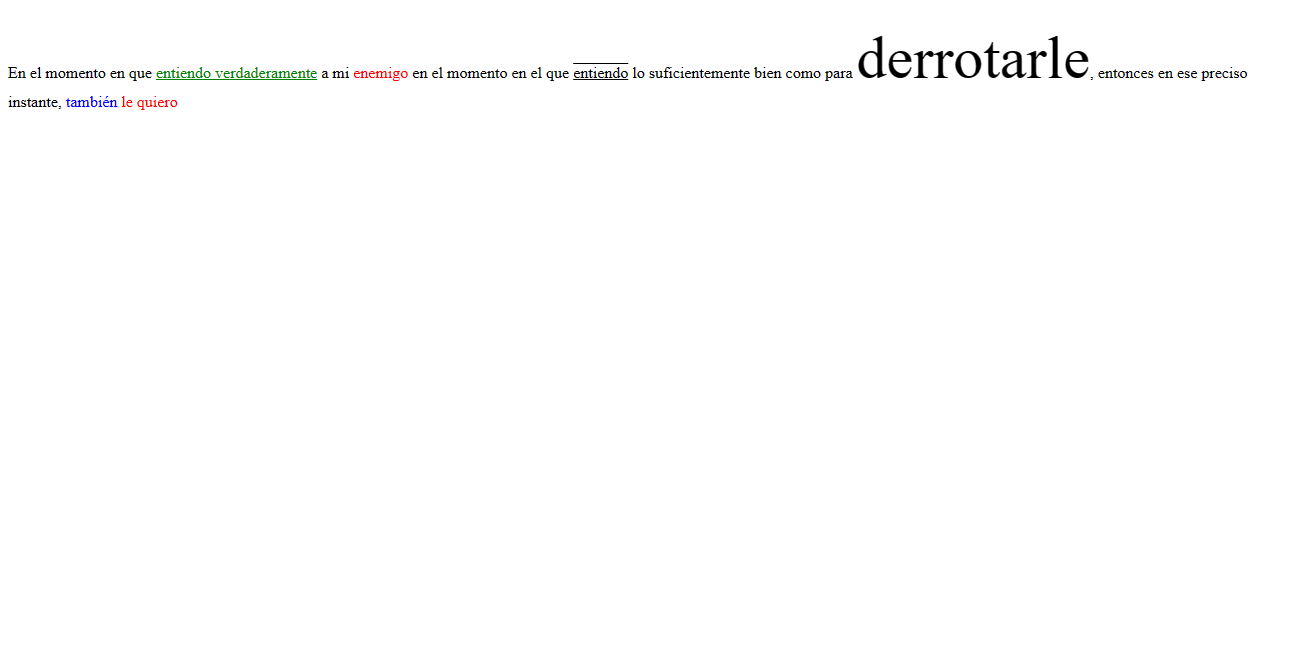 En el momento en que entiendo verdaderamente a mi enemigo en el momento en el que entiendo lo suficientemente bien como para derrotarle, entonces en ese preciso
instante, también le quiero